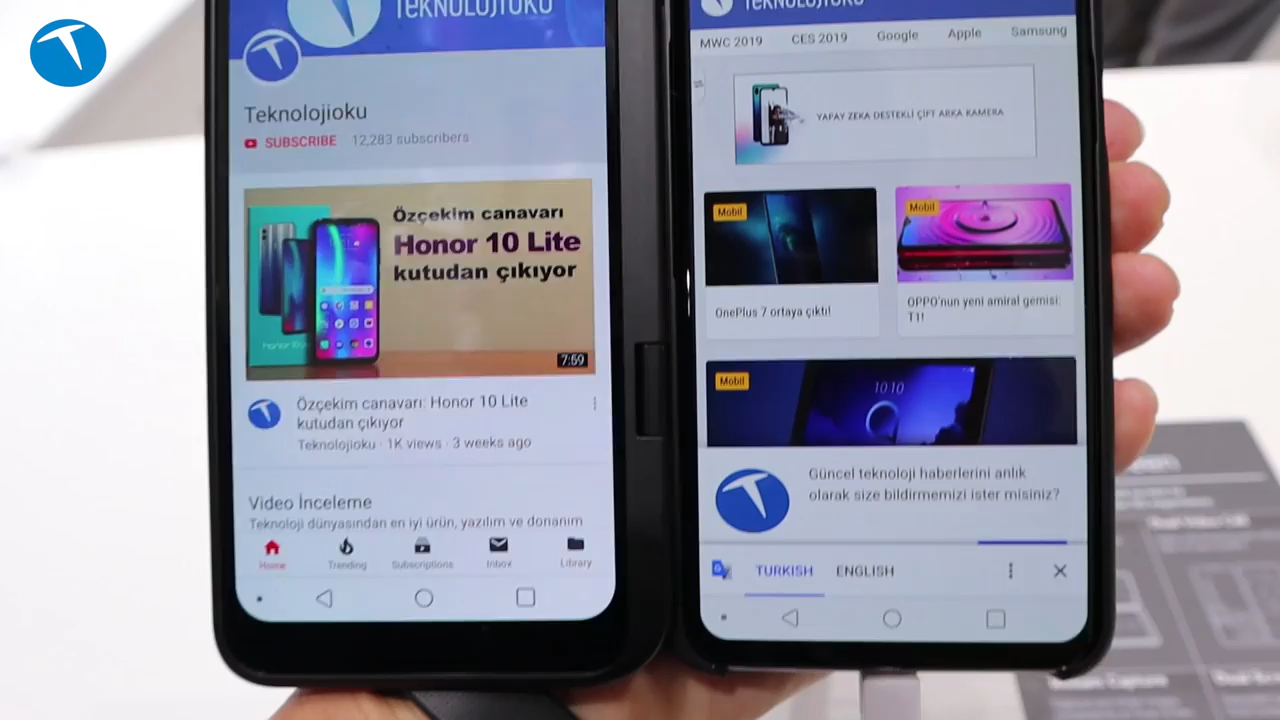 TEKNOLOJIOKU
Teknolojioku
SUBSCRIBE 12,283 subscribers
Özçekim canavarı
Honor 10 Lite
kutudan çıkıyor
7:59
Özçekim canavarı: Honor 10 Lite
kutudan çıkıyor
Teknolojioku · 1K views · 3 weeks ago
Video İnceleme
Teknoloji dünyasından en iyi ürün, yazılım ve donanım
Home Trending Subscriptions Inbox Library
TEKNOLOJIOKU
MWC 2019 CES 2019 Google Apple Samsung
YAPAY ZEKA DESTEKLİ ÇİFT ARKA KAMERA
Mobil
Mobil
OnePlus 7 ortaya çıktı!
OPPO'nun yeni amiral gemisi:
T1!
Mobil
10:10
Güncel teknoloji haberlerini anlık
olarak size bildirmemizi ister misiniz?
TURKISH ENGLISH